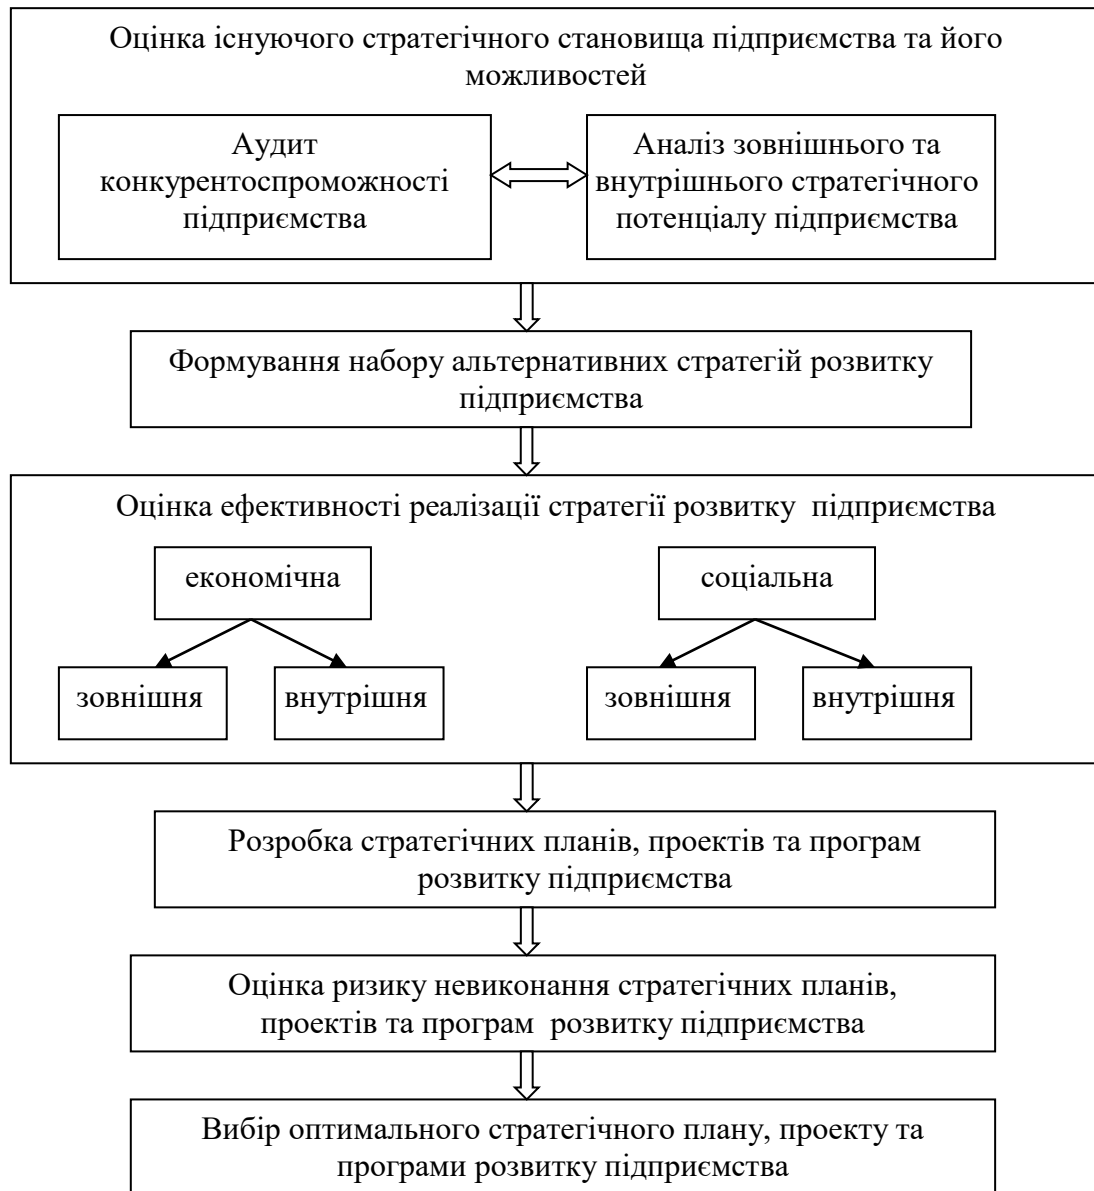 Оцінка існуючого стратегічного становища підприємства та його
можливостей
Аудит
конкурентоспроможності
підприємства
Аналіз зовнішнього та
внутрішнього стратегічного
потенціалу підприємства
Формування набору альтернативних стратегій розвитку
підприємства
Оцінка ефективності реалізації стратегії розвитку  підприємства
економічна
соціальна
зовнішня
внутрішня
зовнішня
внутрішня
Розробка стратегічних планів, проектів та програм
розвитку підприємства
Оцінка ризику невиконання стратегічних планів,
проектів та програм  розвитку підприємства
Вибір оптимального стратегічного плану, проекту та
програми розвитку підприємства